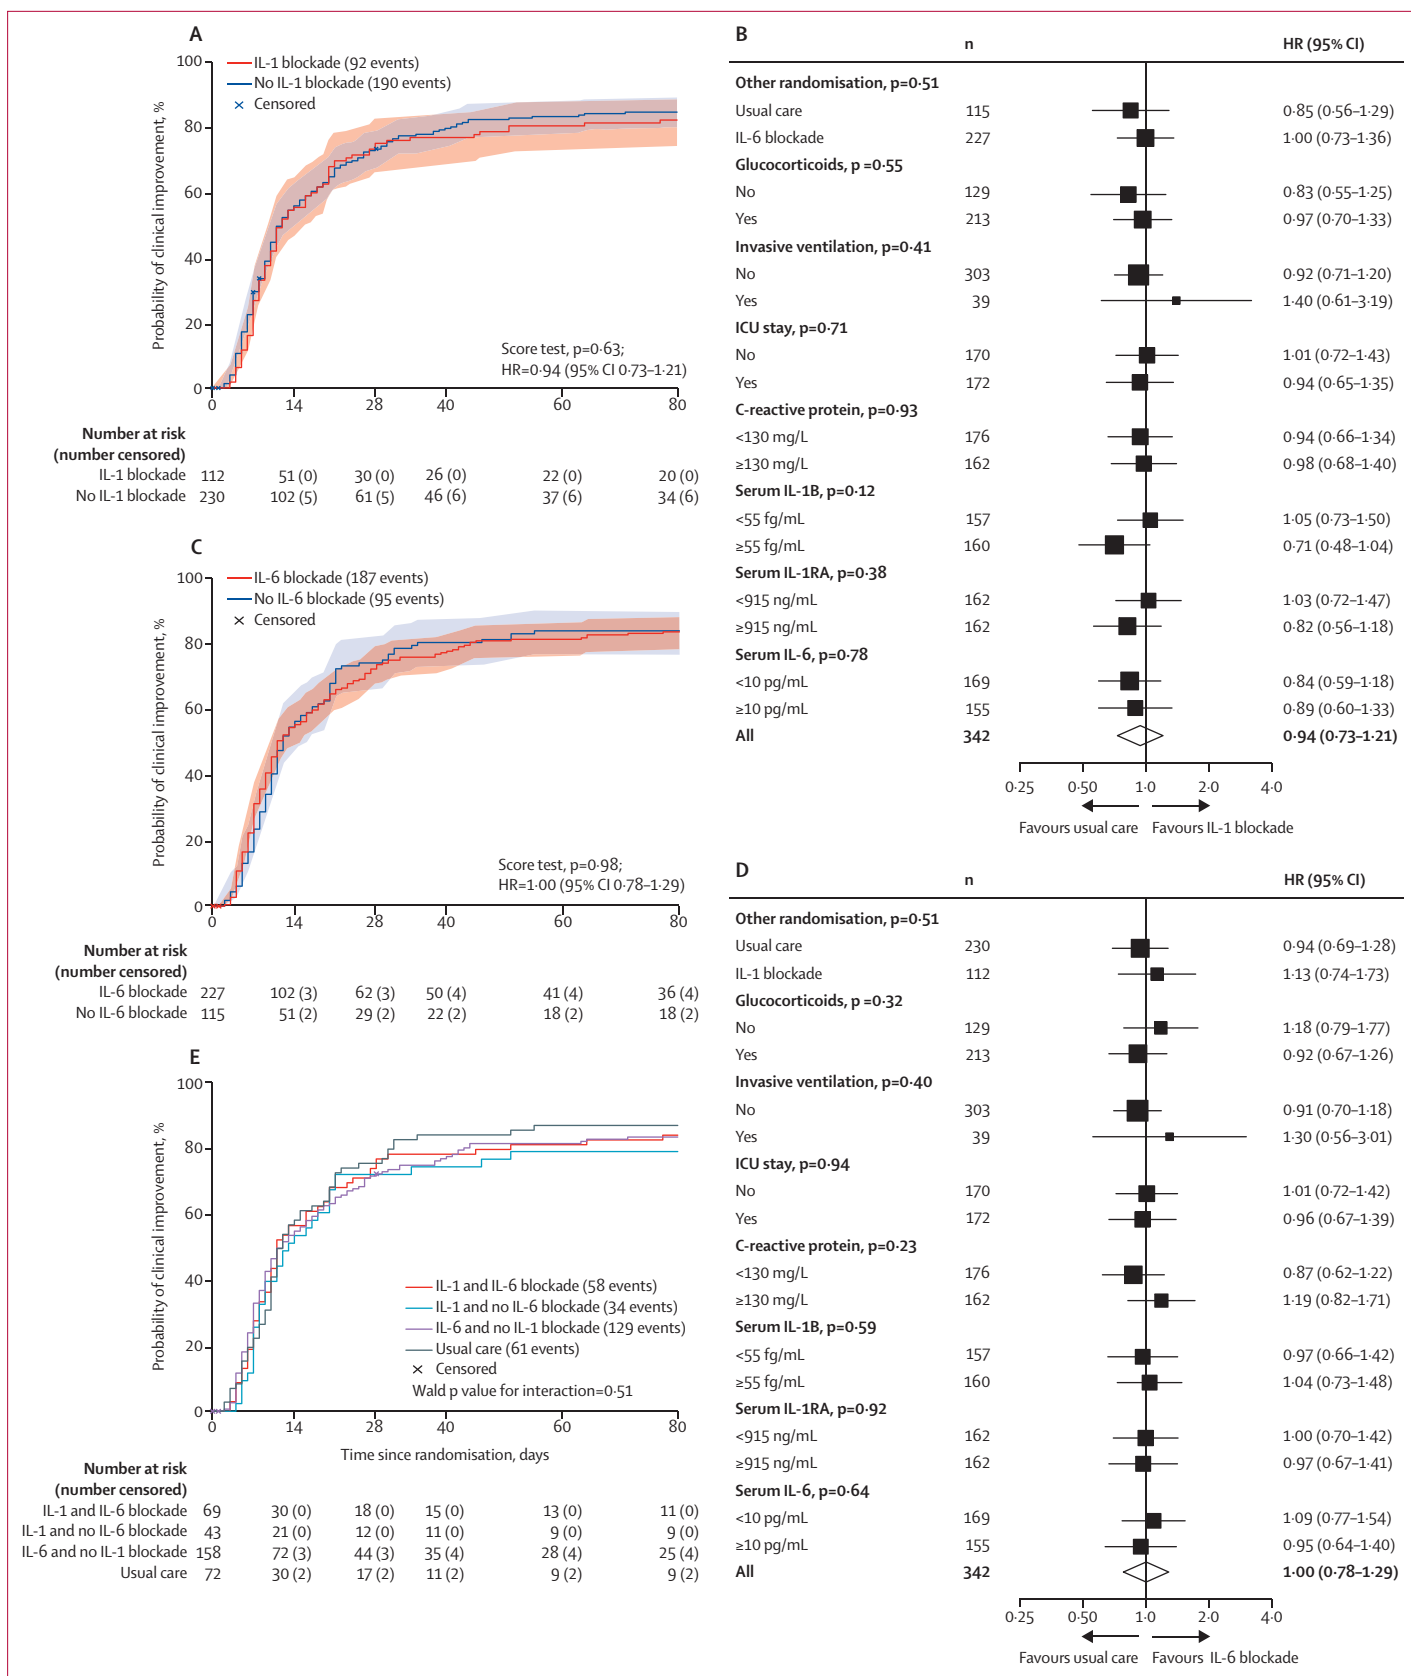 A
100
80
60
40
20
0
Probability of clinical improvement, %
IL-1 blockade (92 events)
No IL-1 blockade (190 events)
× Censored
Score test, p=0·63;
HR=0·94 (95% CI 0·73–1·21)
0 14 28 40 60 80
Number at risk
(number censored)
IL-1 blockade 112 51 (0) 30 (0) 26 (0) 22 (0) 20 (0)
No IL-1 blockade 230 102 (5) 61 (5) 46 (6) 37 (6) 34 (6)
B
n HR (95% CI)
Other randomisation, p=0·51
Usual care 115 0·85 (0·56–1·29)
IL-6 blockade 227 1·00 (0·73–1·36)
Glucocorticoids, p =0·55
No 129 0·83 (0·55–1·25)
Yes 213 0·97 (0·70–1·33)
Invasive ventilation, p=0·41
No 303 0·92 (0·71–1·20)
Yes 39 1·40 (0·61–3·19)
ICU stay, p=0·71
No 170 1·01 (0·72–1·43)
Yes 172 0·94 (0·65–1·35)
C-reactive protein, p=0·93
<130 mg/L 176 0·94 (0·66–1·34)
≥130 mg/L 162 0·98 (0·68–1·40)
Serum IL-1B, p=0·12
<55 fg/mL 157 1·05 (0·73–1·50)
≥55 fg/mL 160 0·71 (0·48–1·04)
Serum IL-1RA, p=0·38
<915 ng/mL 162 1·03 (0·72–1·47)
≥915 ng/mL 162 0·82 (0·56–1·18)
Serum IL-6, p=0·78
<10 pg/mL 169 0·84 (0·59–1·18)
≥10 pg/mL 155 0·89 (0·60–1·33)
All 342 0·94 (0·73–1·21)
0·25 0·50 1·0 2·0 4·0
Favours usual care Favours IL-1 blockade
C
100
80
60
40
20
0
Probability of clinical improvement, %
IL-6 blockade (187 events)
No IL-6 blockade (95 events)
× Censored
Score test, p=0·98;
HR=1·00 (95% CI 0·78–1·29)
0 14 28 40 60 80
Number at risk
(number censored)
IL-6 blockade 227 102 (3) 62 (3) 50 (4) 41 (4) 36 (4)
No IL-6 blockade 115 51 (2) 29 (2) 22 (2) 18 (2) 18 (2)
D
n HR (95% CI)
Other randomisation, p=0·51
Usual care 230 0·94 (0·69–1·28)
IL-1 blockade 112 1·13 (0·74–1·73)
Glucocorticoids, p =0·32
No 129 1·18 (0·79–1·77)
Yes 213 0·92 (0·67–1·26)
Invasive ventilation, p=0·40
No 303 0·91 (0·70–1·18)
Yes 39 1·30 (0·56–3·01)
ICU stay, p=0·94
No 170 1·01 (0·72–1·42)
Yes 172 0·96 (0·67–1·39)
C-reactive protein, p=0·23
<130 mg/L 176 0·87 (0·62–1·22)
≥130 mg/L 162 1·19 (0·82–1·71)
Serum IL-1B, p=0·59
<55 fg/mL 157 0·97 (0·66–1·42)
≥55 fg/mL 160 1·04 (0·73–1·48)
Serum IL-1RA, p=0·92
<915 ng/mL 162 1·00 (0·70–1·42)
≥915 ng/mL 162 0·97 (0·67–1·41)
Serum IL-6, p=0·64
<10 pg/mL 169 1·09 (0·77–1·54)
≥10 pg/mL 155 0·95 (0·64–1·40)
All 342 1·00 (0·78–1·29)
0·25 0·50 1·0 2·0 4·0
Favours usual care Favours IL-6 blockade
E
100
80
60
40
20
0
Probability of clinical improvement, %
IL-1 and IL-6 blockade (58 events)
IL-1 and no IL-6 blockade (34 events)
IL-6 and no IL-1 blockade (129 events)
Usual care (61 events)
× Censored
Wald p value for interaction=0·51
0 14 28 40 60 80
Time since randomisation, days
Number at risk
(number censored)
IL-1 and IL-6 blockade 69 30 (0) 18 (0) 15 (0) 13 (0) 11 (0)
IL-1 and no IL-6 blockade 43 21 (0) 12 (0) 11 (0) 9 (0) 9 (0)
IL-6 and no IL-1 blockade 158 72 (3) 44 (3) 35 (4) 28 (4) 25 (4)
Usual care 72 30 (2) 17 (2) 11 (2) 9 (2) 9 (2)